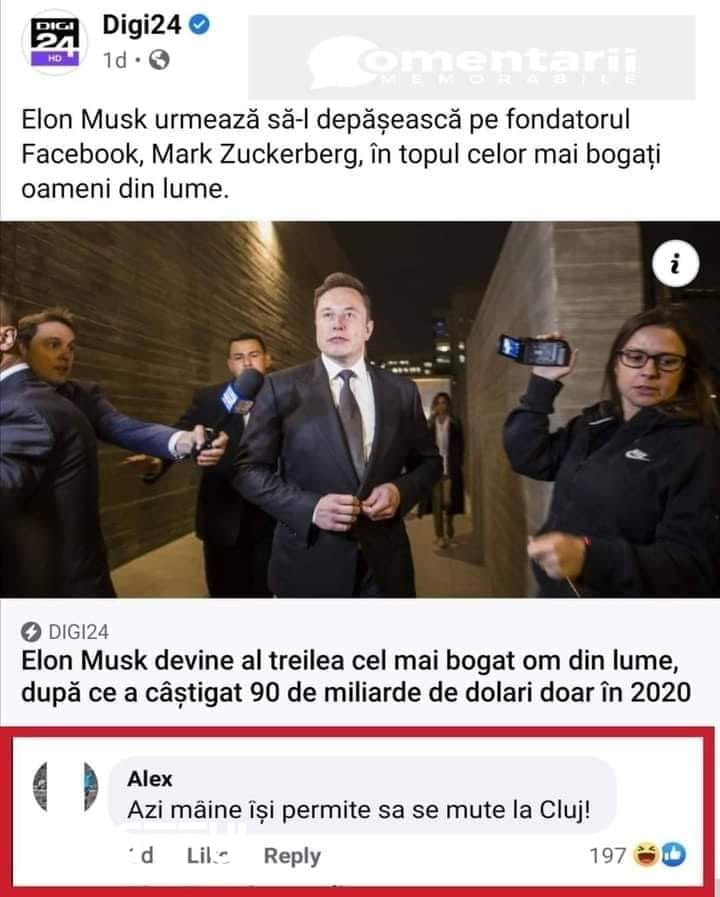 DIGI
24
HD
Digi24
1d
Comentarii
MEMORABILE
Elon Musk urmează să-l depășească pe fondatorul
Facebook, Mark Zuckerberg, în topul celor mai bogați
oameni din lume.
i
DIGI24
Elon Musk devine al treilea cel mai bogat om din lume,
după ce a câștigat 90 de miliarde de dolari doar în 2020
Alex
Azi mâine își permite sa se mute la Cluj!
d Like Reply 197